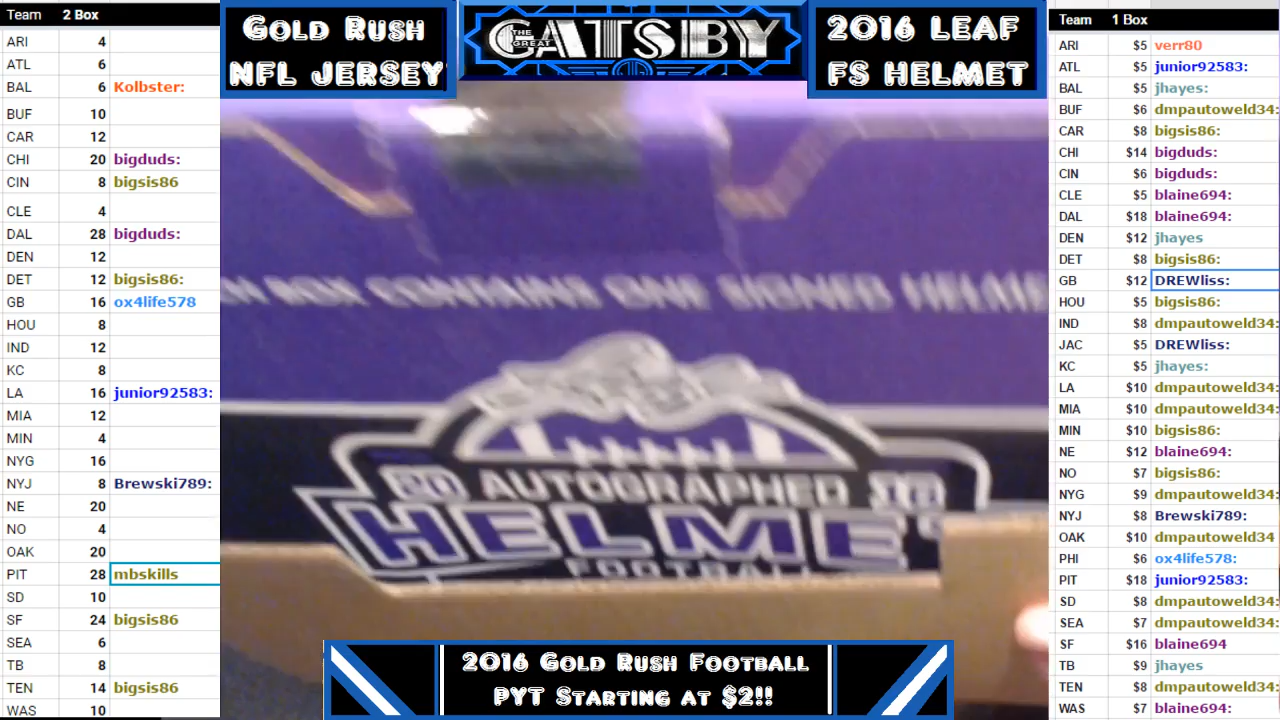 Team 2 Box
ARI 4
ATL 6
BAL 6 Kolbster:
BUF 10
CAR 12
CHI 20 bigduds:
CIN 8 bigsis86
CLE 4
DAL 28 bigduds:
DEN 12
DET 12 bigsis86:
GB 16 ox4life578
HOU 8
IND 12
KC 8
LA 16 junior92583:
MIA 12
MIN 4
NYG 16
NYJ 8 Brewski789:
NE 20
NO 4
OAK 20
PIT 28 mbskills
SD 10
SF 24 bigsis86
SEA 6
TB 8
TEN 14 bigsis86
WAS 10
Gold Rush
NFL JERSEY
THE GREAT GATSBY
2016 LEAF
FS HELMET
BOX CONTAINS ONE SIGNED HELME
20 AUTOGRAPHED 16
HELMET
FOOTBALL
2016 Gold Rush Football
PYT Starting at $2!!
Team 1 Box
ARI $5 verr80
ATL $5 junior92583:
BAL $5 jhayes:
BUF $6 dmpautoweld34:
CAR $8 bigsis86:
CHI $14 bigduds:
CIN $6 bigduds:
CLE $5 blaine694:
DAL $18 blaine694:
DEN $12 jhayes
DET $8 bigsis86:
GB $12 DREWliss:
HOU $5 bigsis86:
IND $8 dmpautoweld34:
JAC $5 DREWliss:
KC $5 jhayes:
LA $10 dmpautoweld34:
MIA $10 dmpautoweld34:
MIN $10 bigsis86:
NE $12 blaine694:
NO $7 bigsis86:
NYG $9 dmpautoweld34:
NYJ $8 Brewski789:
OAK $10 dmpautoweld34
PHI $6 ox4life578:
PIT $18 junior92583:
SD $8 dmpautoweld34:
SEA $7 dmpautoweld34:
SF $16 blaine694
TB $9 jhayes
TEN $8 dmpautoweld34:
WAS $7 blaine694: